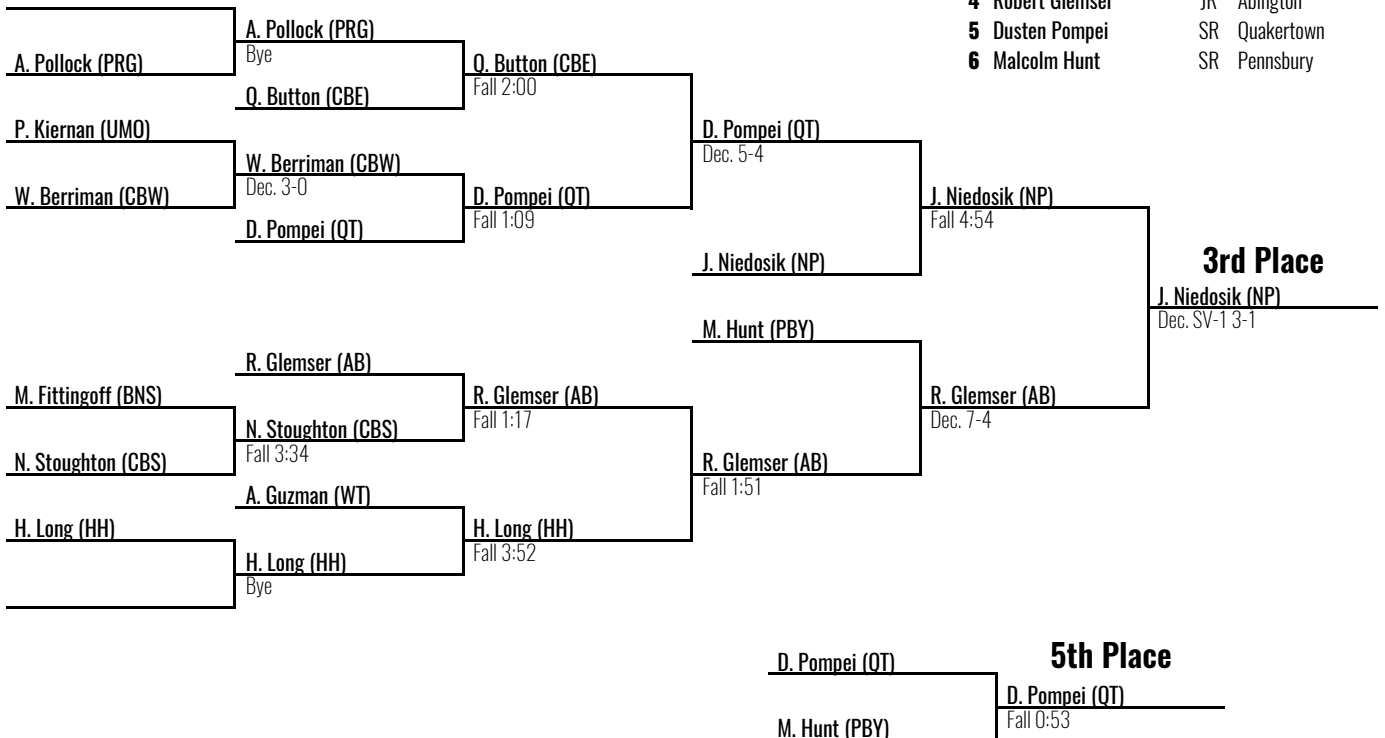 4 Robert Glemser JR Abington
A. Pollock (PRG)
5 Dusten Pompei SR Quakertown
Bye
A. Pollock (PRG)
Q. Button (CBE)
6 Malcolm Hunt SR Pennsbury
Fall 2:00
Q. Button (CBE)
P. Kiernan (UMO)
D. Pompei (QT)
Dec. 5-4
W. Berriman (CBW)
Dec. 3-0
W. Berriman (CBW)
D. Pompei (QT)
J. Niedosik (NP)
Fall 1:09
Fall 4:54
D. Pompei (QT)
J. Niedosik (NP)
3rd Place
J. Niedosik (NP)
Dec. SV-1 3-1
M. Hunt (PBY)
R. Glemser (AB)
M. Fittingoff (BNS)
R. Glemser (AB)
R. Glemser (AB)
Fall 1:17
Dec. 7-4
N. Stoughton (CBS)
Fall 3:34
N. Stoughton (CBS)
R. Glemser (AB)
Fall 1:51
A. Guzman (WT)
H. Long (HH)
H. Long (HH)
Fall 3:52
H. Long (HH)
Bye
5th Place
D. Pompei (QT)
D. Pompei (QT)
Fall 0:53
M. Hunt (PBY)